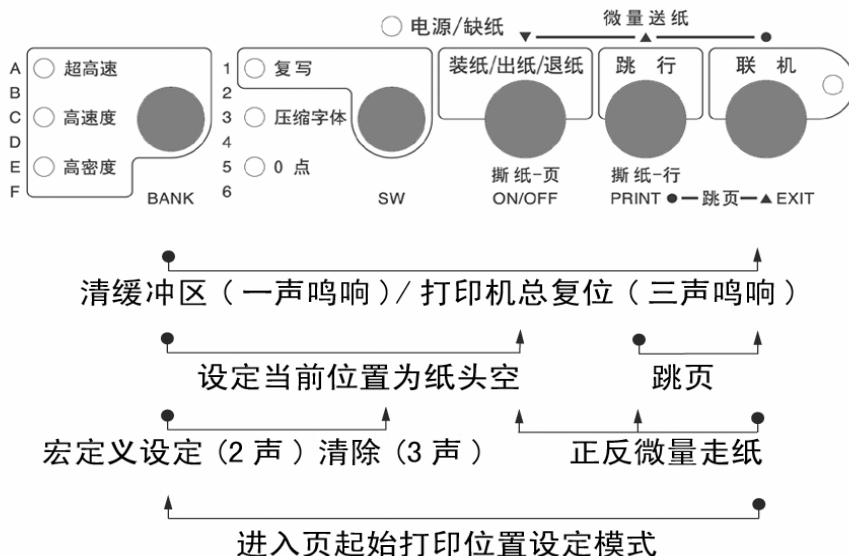 电源/缺纸
微量送纸
▼ ▲ ●
A 超高速
B
C 高速度
D
E 高密度
F
BANK
1 复写
2
3 压缩字体
4
5 0 点
6
SW
装纸/出纸/退纸
跳 行
联 机
撕纸-页
ON/OFF
撕纸-行
PRINT ●—跳页—▲ EXIT
清缓冲区（一声鸣响）/ 打印机总复位（三声鸣响）
设定当前位置为纸头空
跳页
宏定义设定（2 声）清除（3 声）
正反微量走纸
进入页起始打印位置设定模式